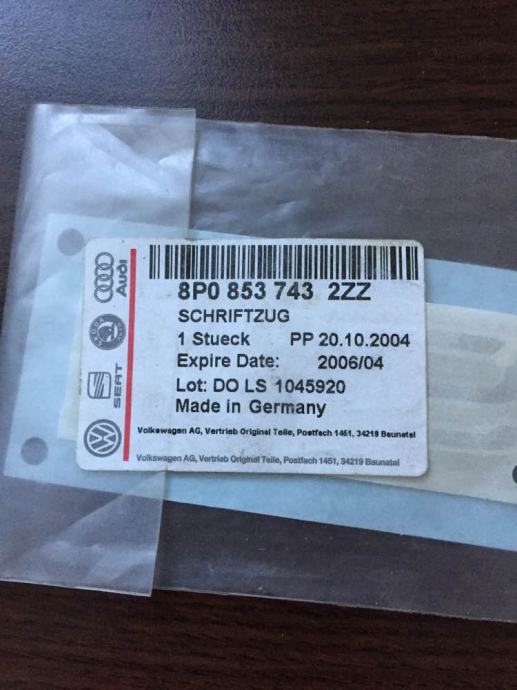 8P0 853 743 2ZZ
SCHRIFTZUG
1 Stueck PP 20.10.2004
Expire Date: 2006/04
Lot: DO LS 1045920
Made in Germany
Volkswagen AG, Vertrieb Original Teile, Postfach 1451, 34219 Baunatal
Volkswagen AG, Vertrieb Original Teile, Postfach 1451, 34219 Baunatal
Audi
SKODA
SEAT
VW